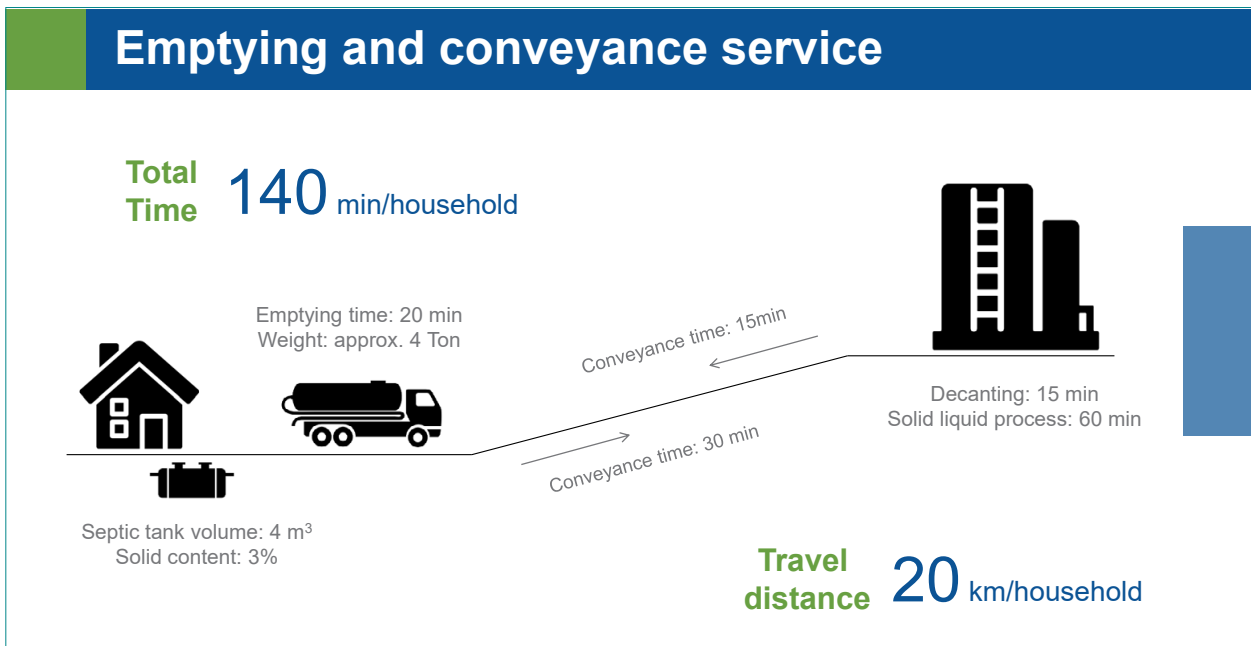 Emptying and conveyance service
Total
Time
140 min/household
Emptying time: 20 min
Weight: approx. 4 Ton
Conveyance time: 15min
Conveyance time: 30 min
Decanting: 15 min
Solid liquid process: 60 min
Septic tank volume: 4 m³
Solid content: 3%
Travel
distance
20 km/household